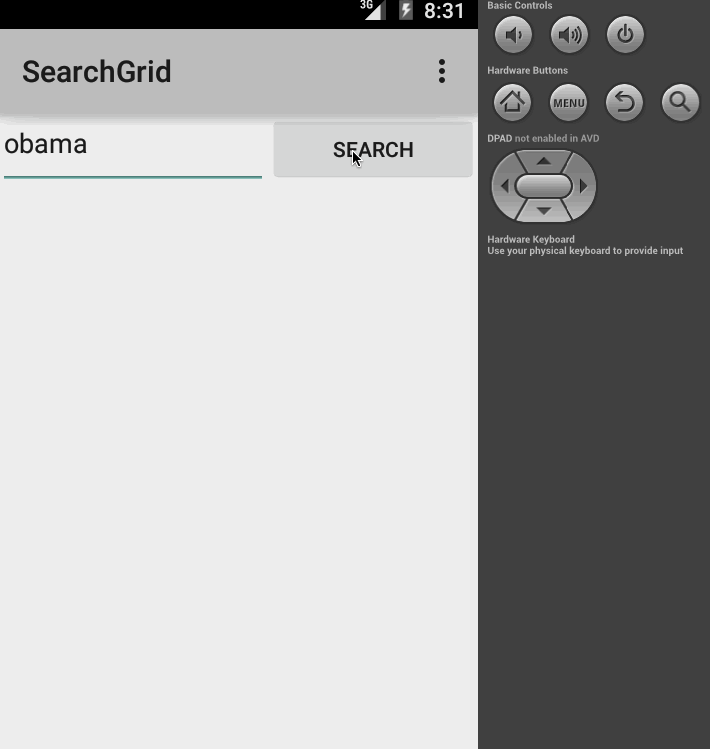 3G 8:31
SearchGrid
obama
SEARCH
Basic Controls
Hardware Buttons
MENU
DPAD not enabled in AVD
Hardware Keyboard
Use your physical keyboard to provide input